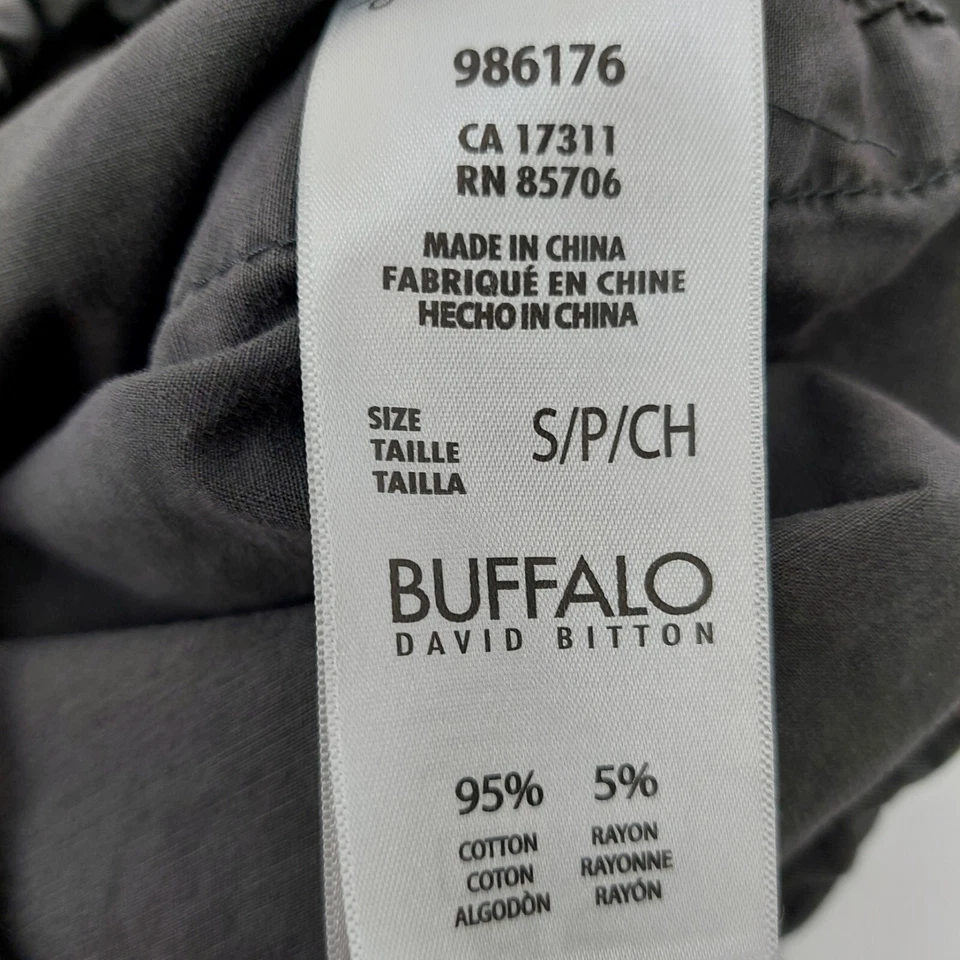 986176
CA 17311
RN 85706
MADE IN CHINA
FABRIQUÉ EN CHINE
HECHO IN CHINA
SIZE
TAILLE
TAILLA
S/P/CH
BUFFALO
DAVID BITTON
95% 5%
COTTON RAYON
COTON RAYONNE
ALGODÒN RAYÓN